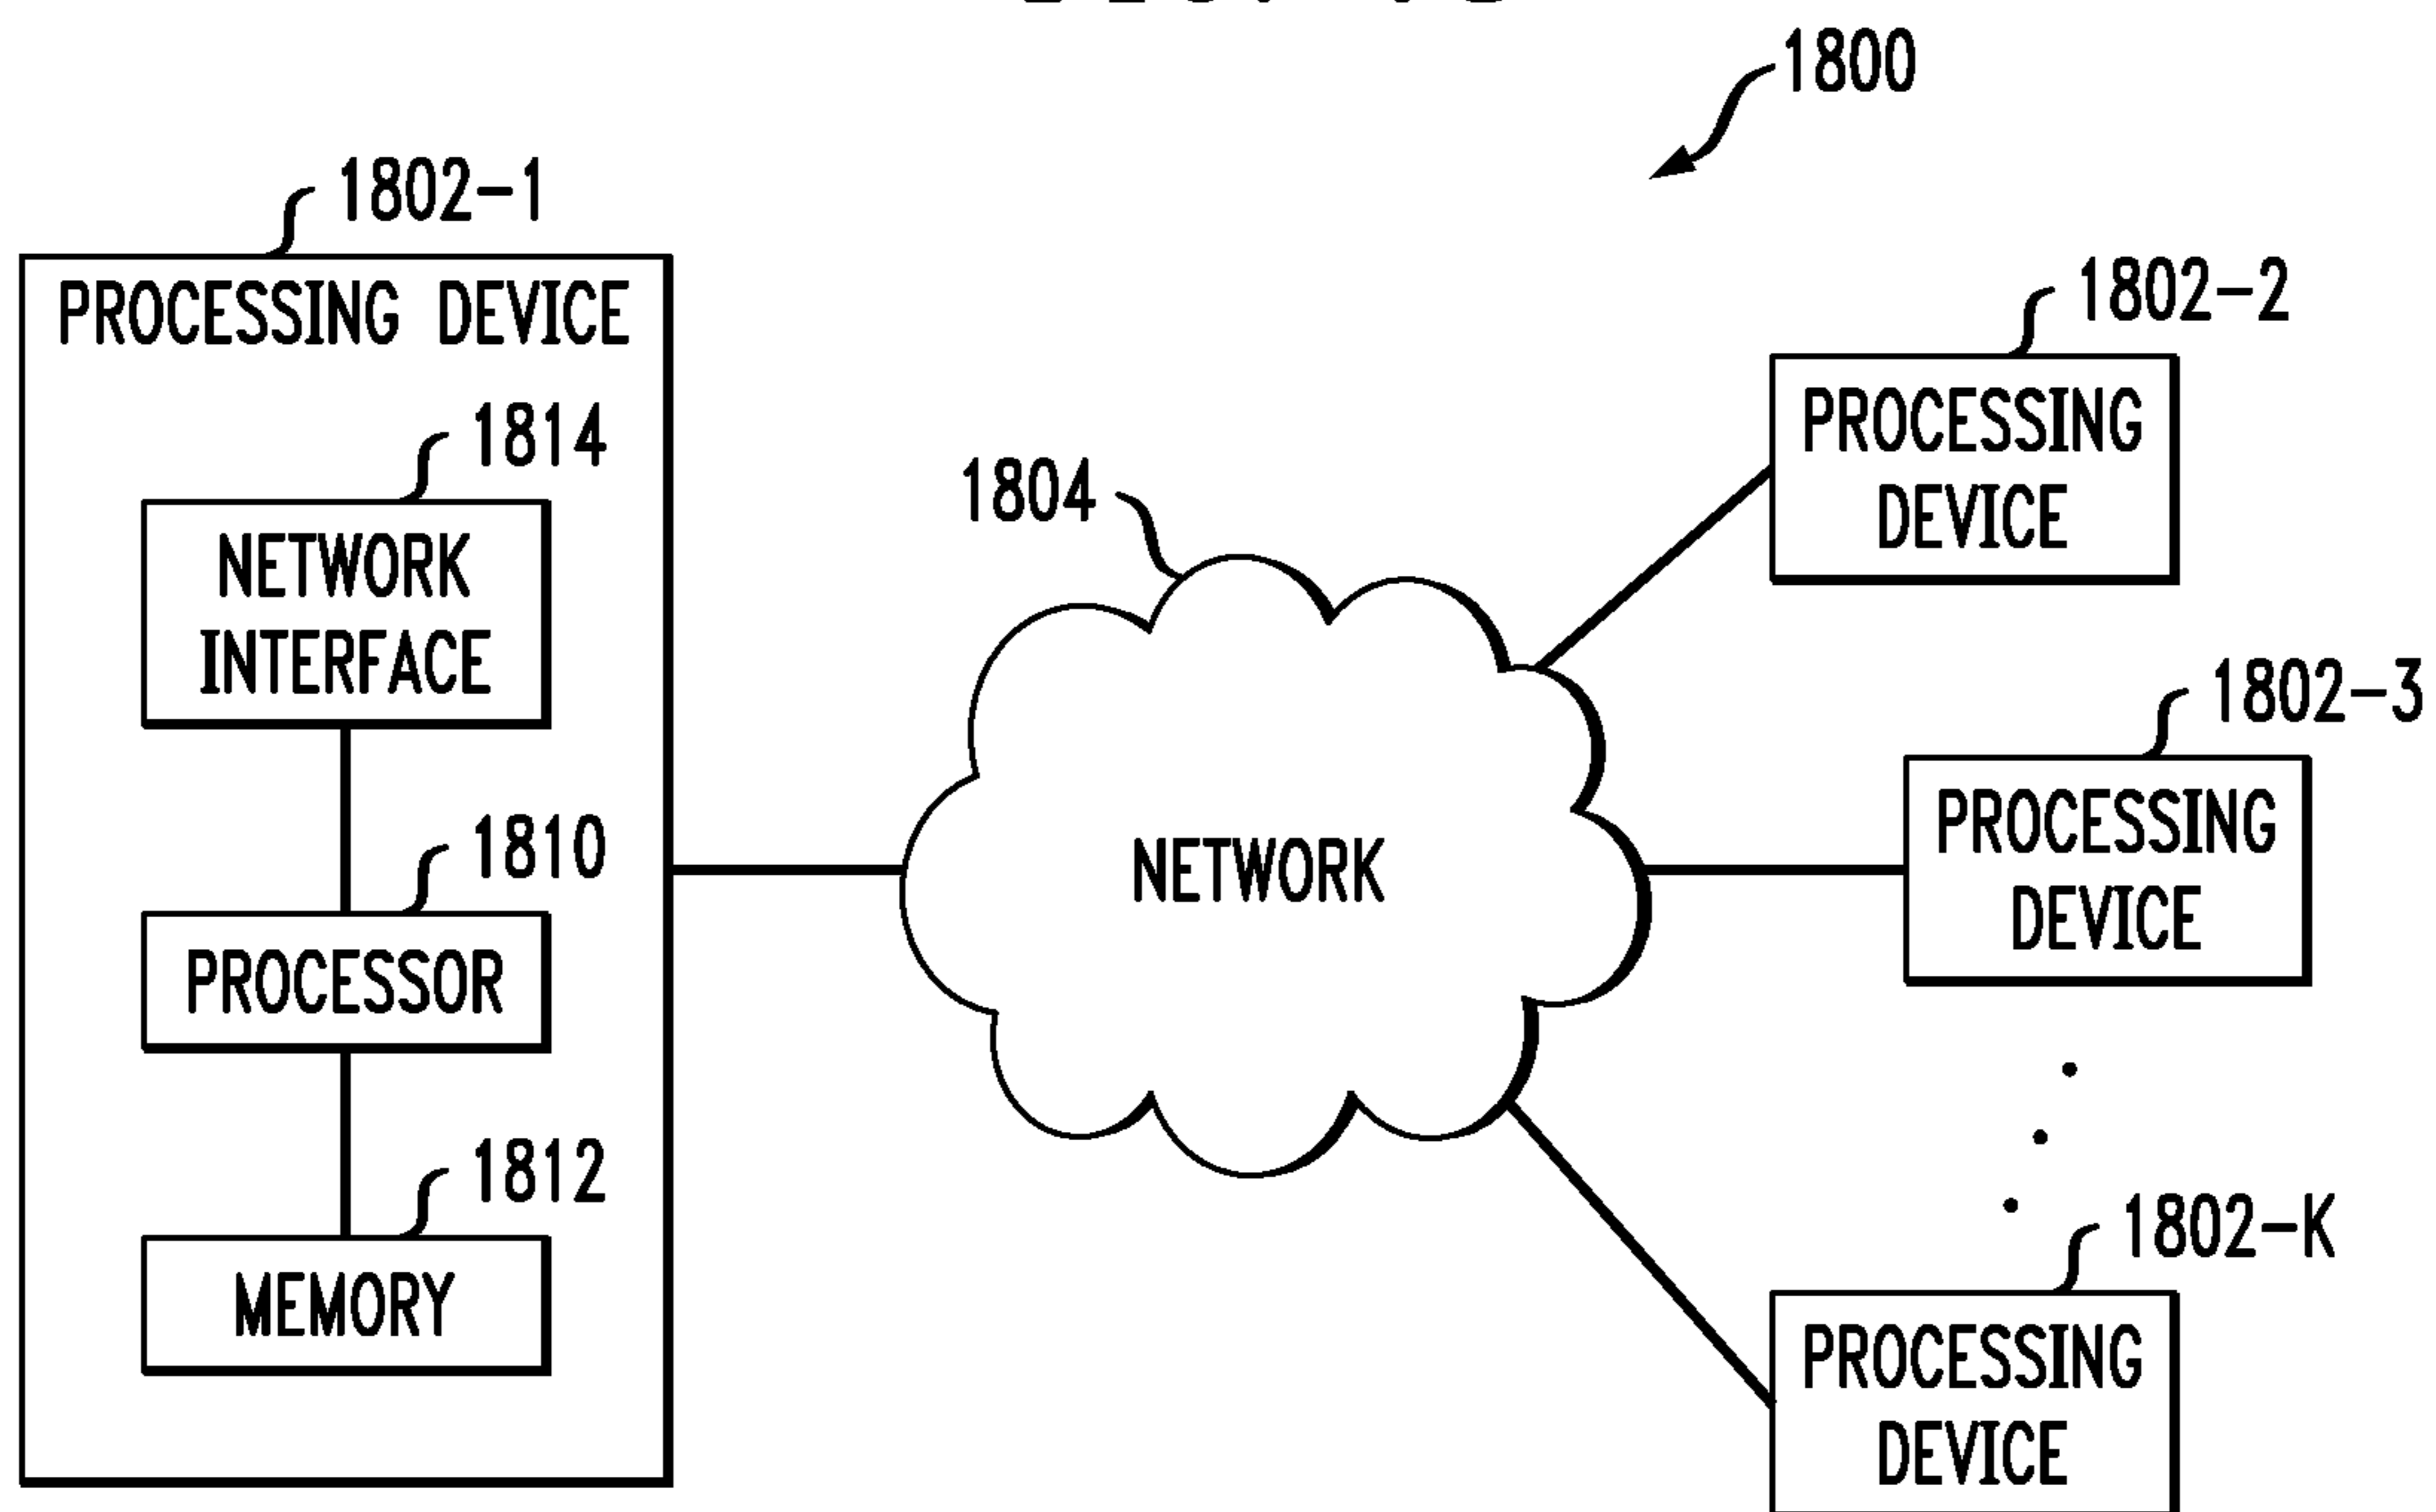 1800
1802-1
PROCESSING DEVICE
1814
NETWORK
INTERFACE
1810
PROCESSOR
1812
MEMORY
1804
NETWORK
1802-2
PROCESSING
DEVICE
1802-3
PROCESSING
DEVICE
1802-K
PROCESSING
DEVICE